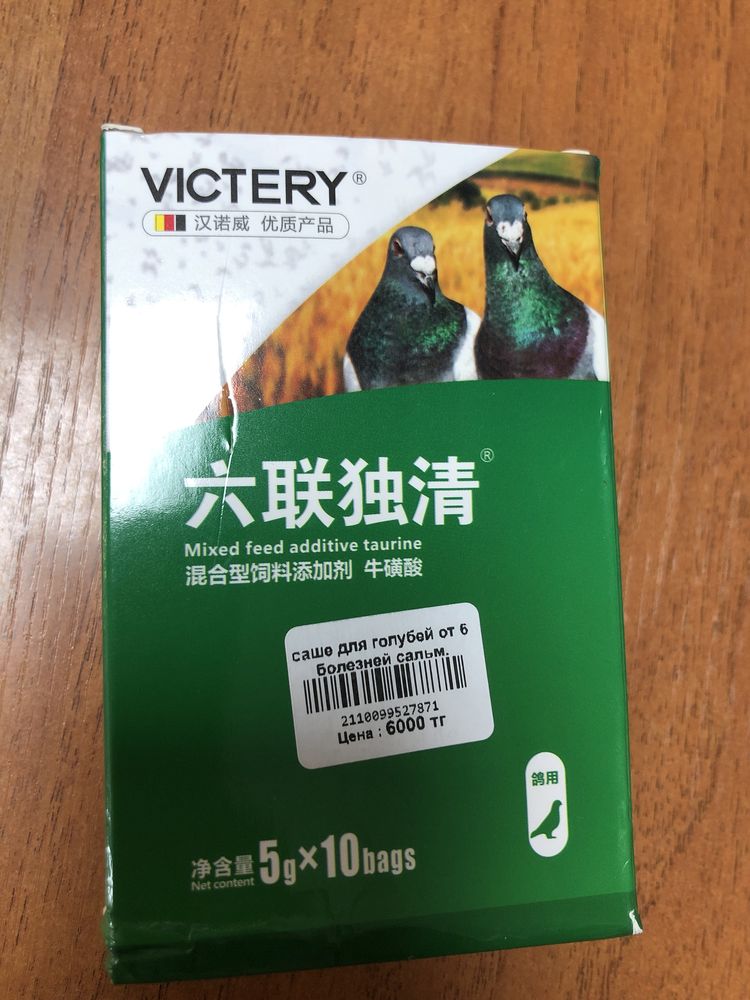 VICTERY®
汉诺威 优质产品
六联独清®
Mixed feed additive taurine
混合型饲料添加剂 牛磺酸
саше для голубей от 6
болезней сальм.
2110099527871
Цена : 6000 тг
鸽用
净含量 5g×10bags
Net content